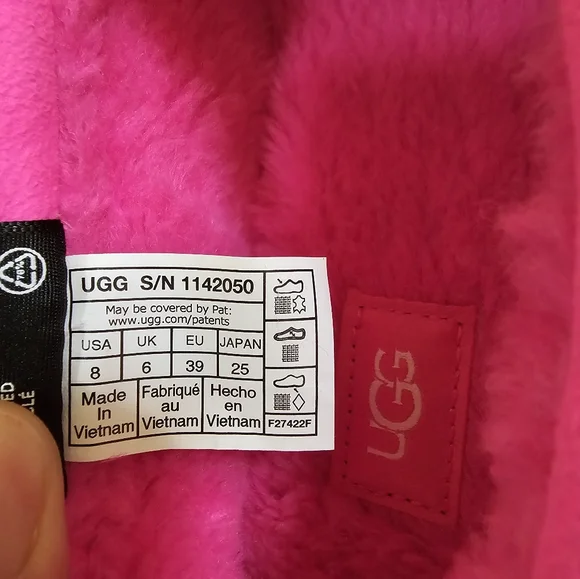 UGG S/N 1142050
May be covered by Pat:
www.ugg.com/patents
USA UK EU JAPAN
8 6 39 25
Made In Vietnam
Fabriqué au Vietnam
Hecho en Vietnam
F27422F
UGG